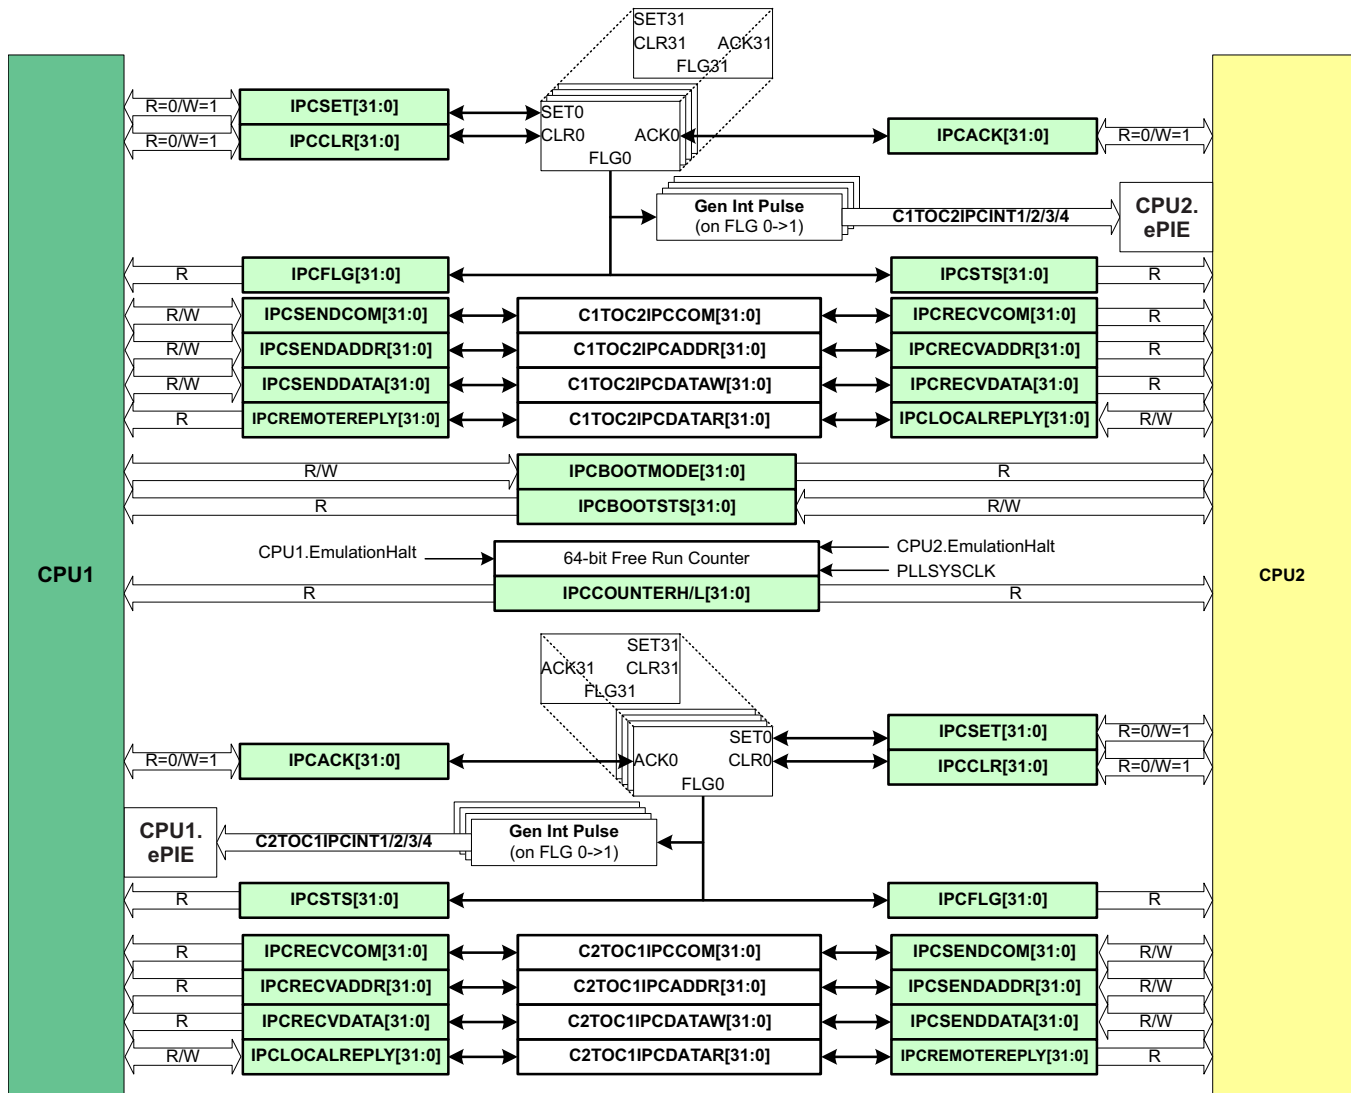 SET31
CLR31 ACK31
FLG31
R=0/W=1 IPCSET[31:0] SET0
R=0/W=1 IPCCLR[31:0] CLR0 ACK0 IPCACK[31:0] R=0/W=1
FLG0
Gen Int Pulse
(on FLG 0->1)
C1TOC2IPCINT1/2/3/4
CPU2.
ePIE
R IPCFLG[31:0] IPCSTS[31:0] R
R/W IPCSENDCOM[31:0] C1TOC2IPCCOM[31:0] IPCRECVCOM[31:0] R
R/W IPCSENDADDR[31:0] C1TOC2IPCADDR[31:0] IPCRECVADDR[31:0] R
R/W IPCSENDDATA[31:0] C1TOC2IPCDATAW[31:0] IPCRECVDATA[31:0] R
R IPCREMOTEREPLY[31:0] C1TOC2IPCDATAR[31:0] IPCLOCALREPLY[31:0] R/W
R/W IPCBOOTMODE[31:0] R
R IPCBOOTSTS[31:0] R/W
CPU1.EmulationHalt 64-bit Free Run Counter CPU2.EmulationHalt
PLLSYSCLK
CPU1
CPU2
R IPCCOUNTERH/L[31:0] R
SET31
ACK31 CLR31
FLG31
SET0 IPCSET[31:0] R=0/W=1
R=0/W=1 IPCACK[31:0] ACK0 CLR0 IPCCLR[31:0] R=0/W=1
FLG0
CPU1.
ePIE
C2TOC1IPCINT1/2/3/4
Gen Int Pulse
(on FLG 0->1)
R IPCSTS[31:0] IPCFLG[31:0] R
R IPCRECVCOM[31:0] C2TOC1IPCCOM[31:0] IPCSENDCOM[31:0] R/W
R IPCRECVADDR[31:0] C2TOC1IPCADDR[31:0] IPCSENDADDR[31:0] R/W
R IPCRECVDATA[31:0] C2TOC1IPCDATAW[31:0] IPCSENDDATA[31:0] R/W
R/W IPCLOCALREPLY[31:0] C2TOC1IPCDATAR[31:0] IPCREMOTEREPLY[31:0] R